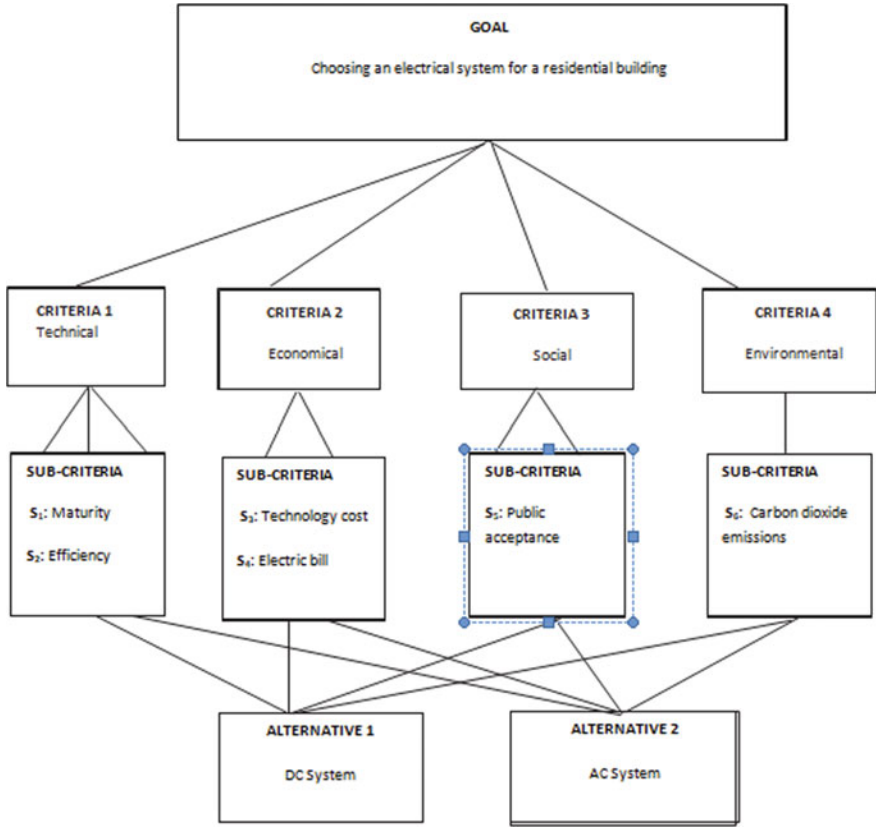 GOAL
Choosing an electrical system for a residential building
CRITERIA 1
Technical
CRITERIA 2
Economical
CRITERIA 3
Social
CRITERIA 4
Environmental
SUB-CRITERIA
S₁: Maturity
S₂: Efficiency
SUB-CRITERIA
S₃: Technology cost
S₄: Electric bill
SUB-CRITERIA
S₅: Public
acceptance
SUB-CRITERIA
S₆: Carbon dioxide
emissions
ALTERNATIVE 1
DC System
ALTERNATIVE 2
AC System